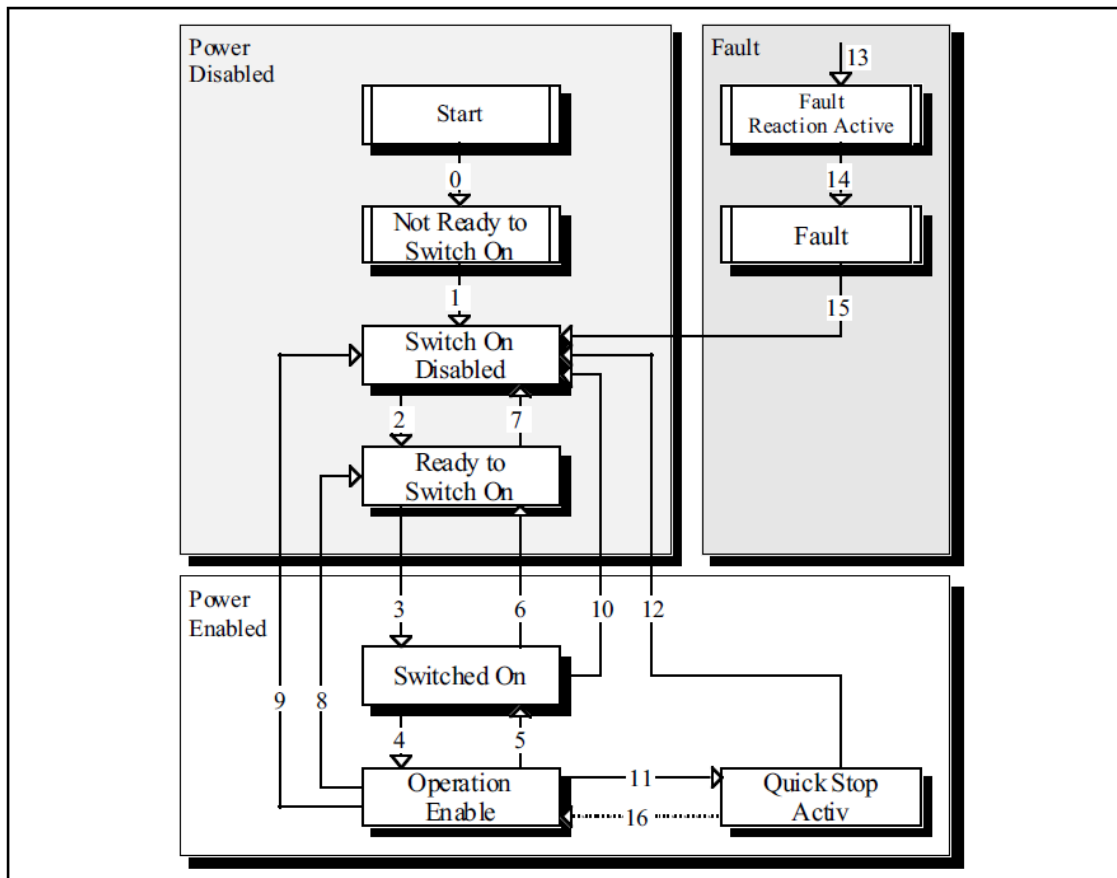 Power
Disabled
Start
0
Not Ready to
Switch On
1
Switch On
Disabled
2
7
Ready to
Switch On
Fault
13
Fault
Reaction Active
14
Fault
15
Power
Enabled
3
6
10
12
Switched On
9
8
4
5
Operation
Enable
11
16
Quick Stop
Activ